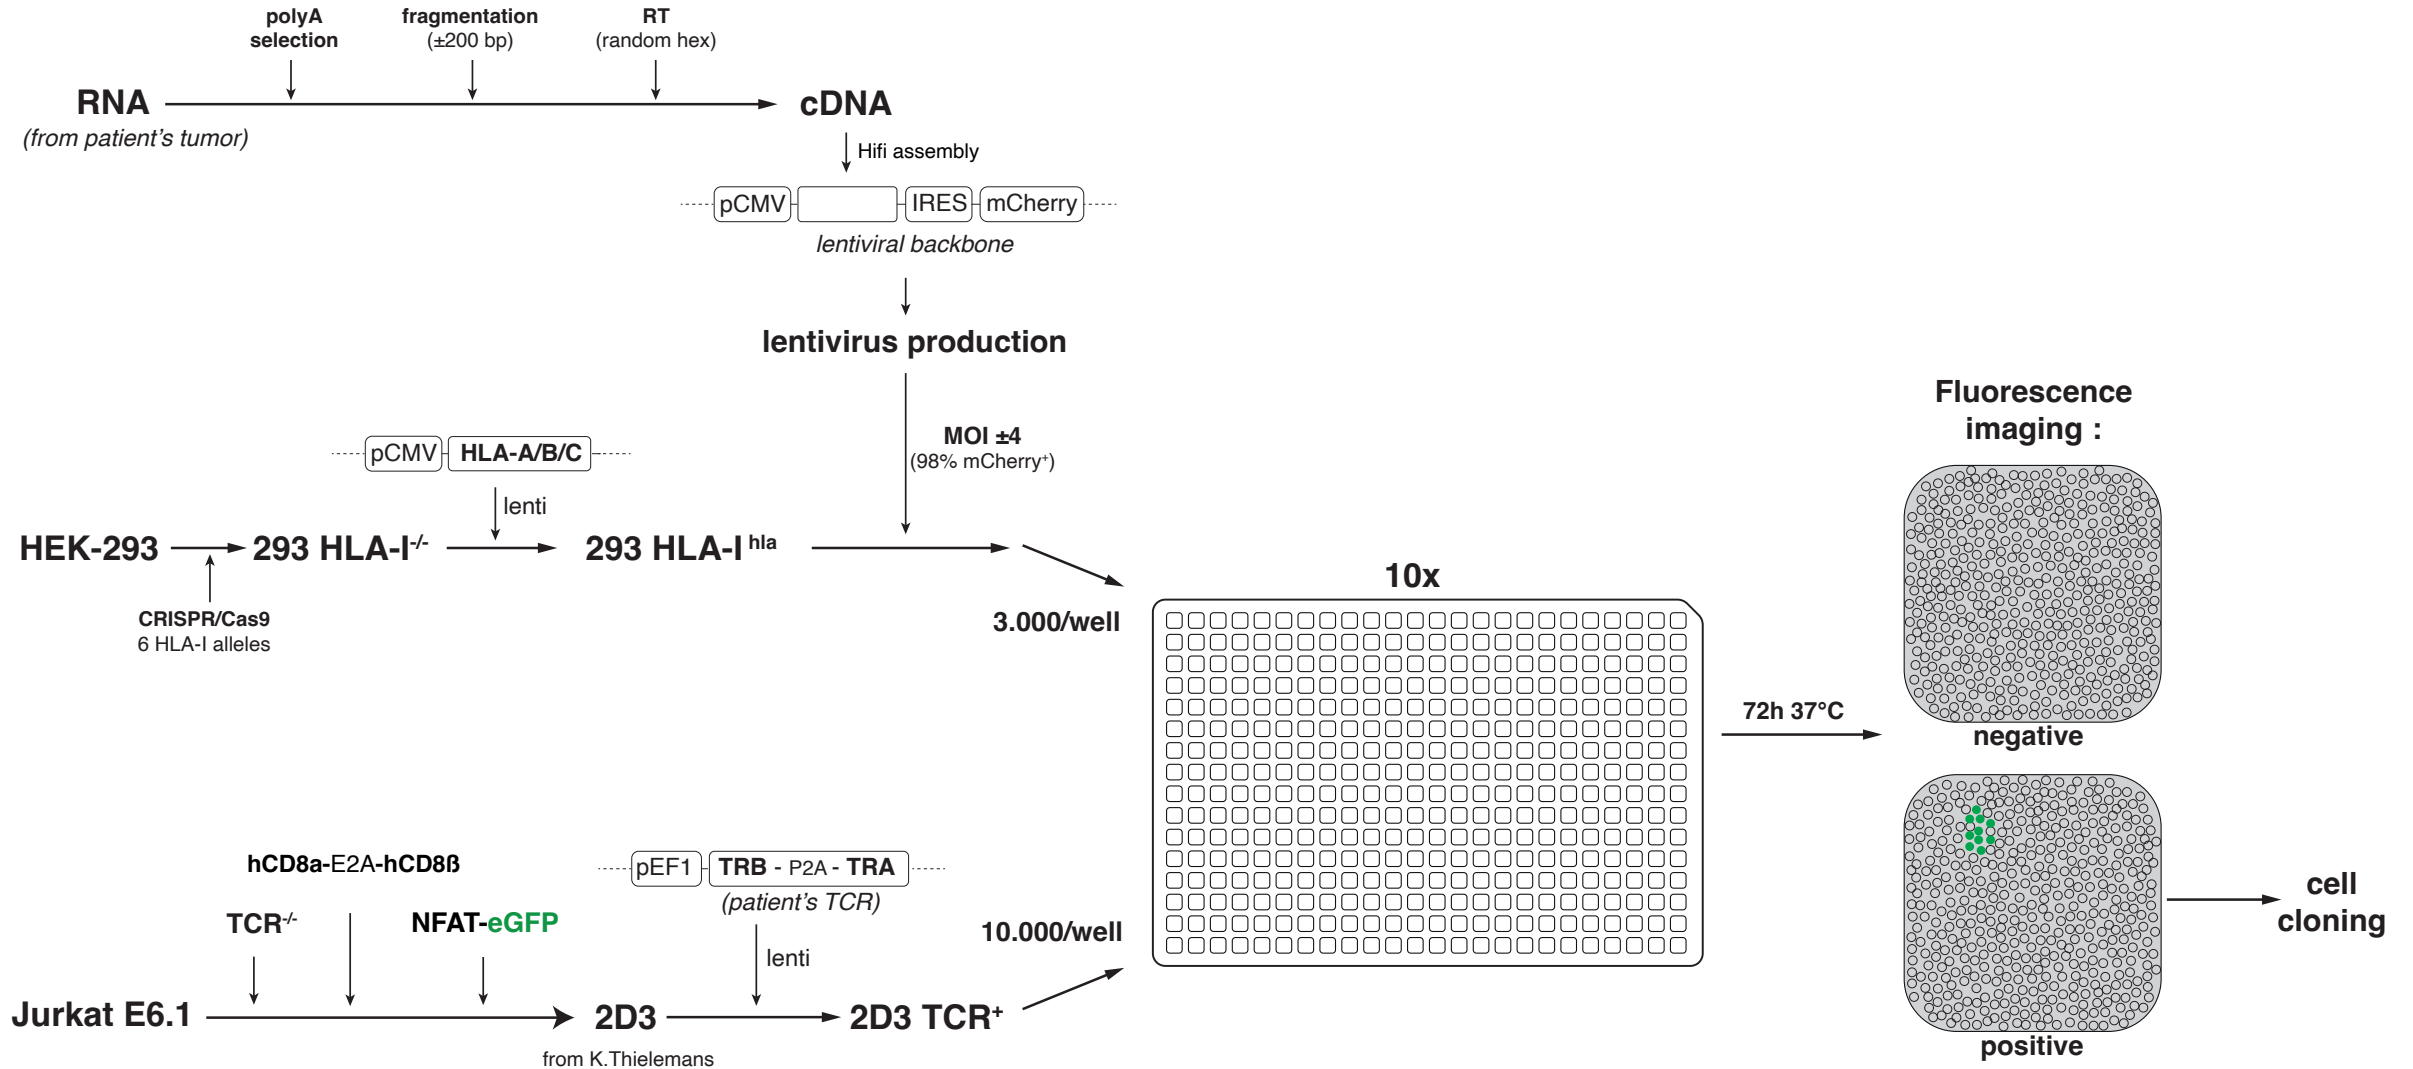 polyA
selection
fragmentation
(±200 bp)
RT
(random hex)
RNA
(from patient's tumor)
cDNA
Hifi assembly
pCMV
IRES
mCherry
lentiviral backbone
lentivirus production
MOI ±4
(98% mCherry⁺)
pCMV
HLA-A/B/C
lenti
HEK-293
293 HLA-I⁻/⁻
293 HLA-I hla
CRISPR/Cas9
6 HLA-I alleles
3.000/well
10x
72h 37°C
Fluorescence
imaging :
negative
positive
cell
cloning
hCD8a-E2A-hCD8ß
TCR⁻/⁻
NFAT-eGFP
pEF1
TRB - P2A - TRA
(patient's TCR)
lenti
10.000/well
Jurkat E6.1
2D3
from K.Thielemans
2D3 TCR⁺